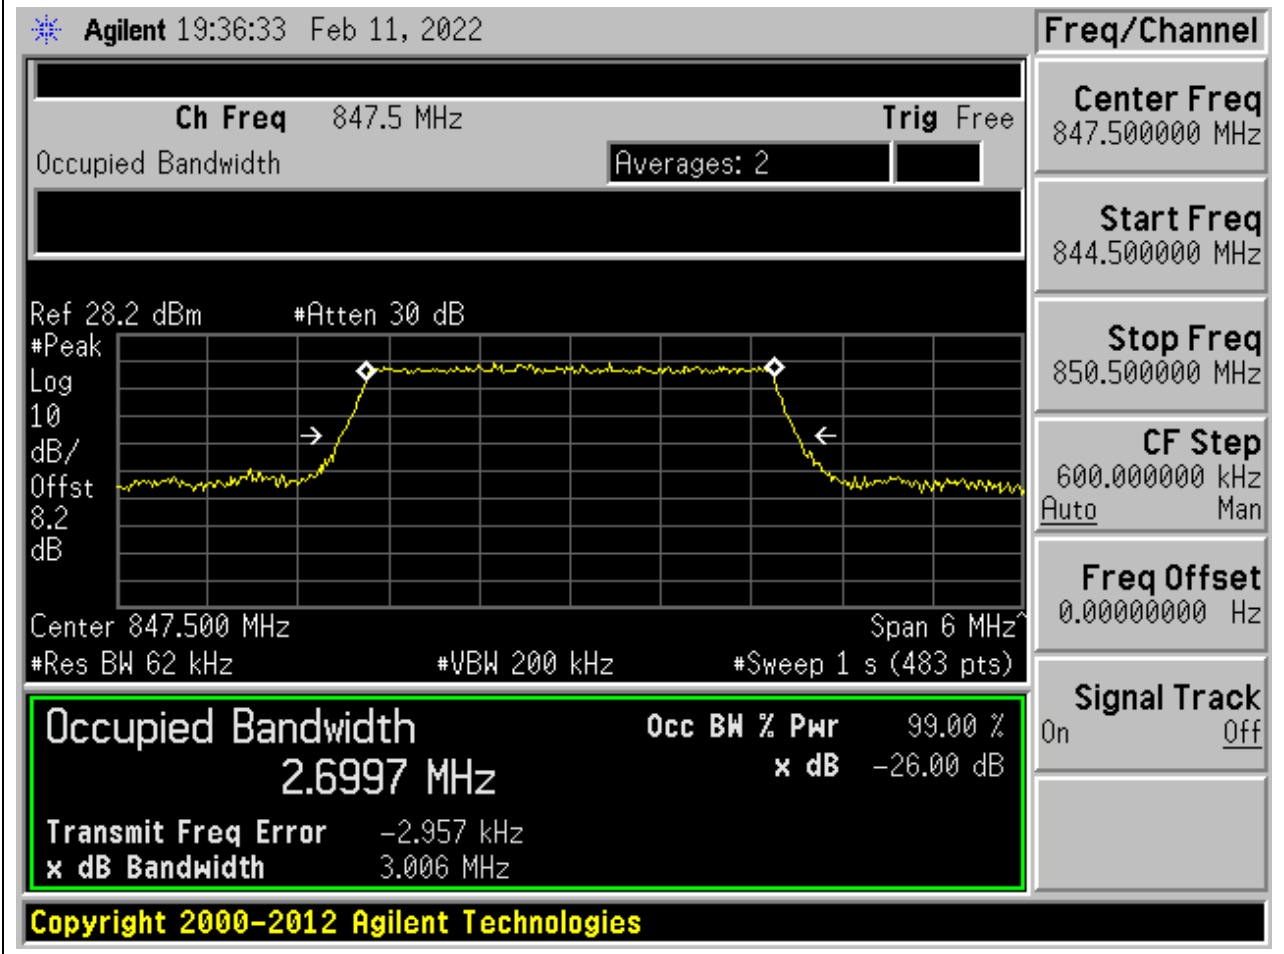 Agilent 19:36:33 Feb 11, 2022
Ch Freq 847.5 MHz Trig Free
Occupied Bandwidth Averages: 2
Ref 28.2 dBm #Atten 30 dB
#Peak
Log
10
dB/
Offst
8.2
dB
Center 847.500 MHz Span 6 MHz^
#Res BW 62 kHz #VBW 200 kHz #Sweep 1 s (483 pts)
Occupied Bandwidth Occ BW % Pwr 99.00 %
2.6997 MHz x dB -26.00 dB
Transmit Freq Error -2.957 kHz
x dB Bandwidth 3.006 MHz
Copyright 2000-2012 Agilent Technologies
Freq/Channel
Center Freq
847.500000 MHz
Start Freq
844.500000 MHz
Stop Freq
850.500000 MHz
CF Step
600.000000 kHz
Auto Man
Freq Offset
0.00000000 Hz
Signal Track
On Off